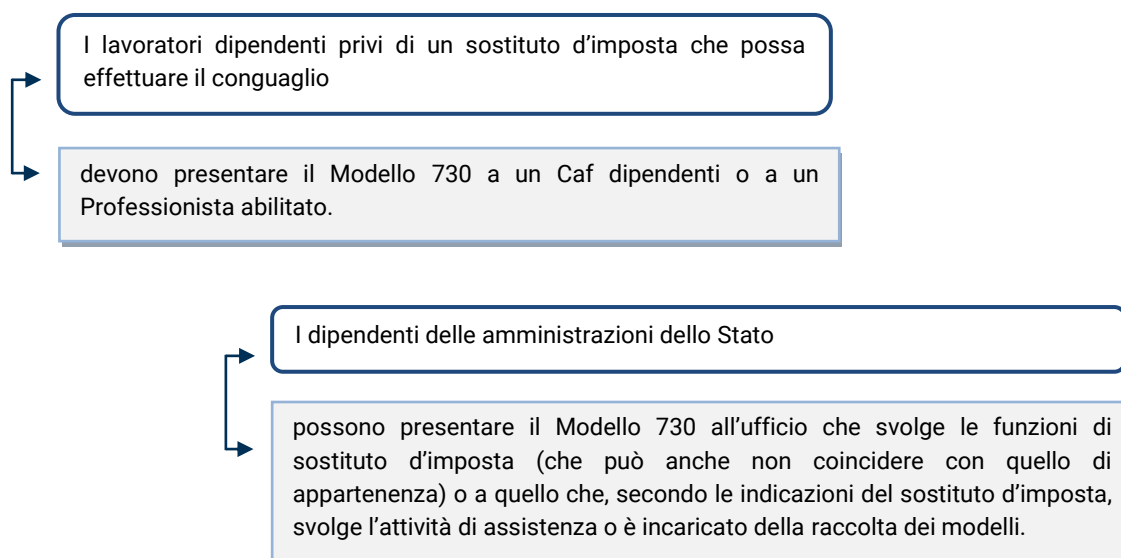 I lavoratori dipendenti privi di un sostituto d'imposta che possa
effettuare il conguaglio
devono presentare il Modello 730 a un Caf dipendenti o a un
Professionista abilitato.
I dipendenti delle amministrazioni dello Stato
possono presentare il Modello 730 all'ufficio che svolge le funzioni di
sostituto d'imposta (che può anche non coincidere con quello di
appartenenza) o a quello che, secondo le indicazioni del sostituto d'imposta,
svolge l'attività di assistenza o è incaricato della raccolta dei modelli.